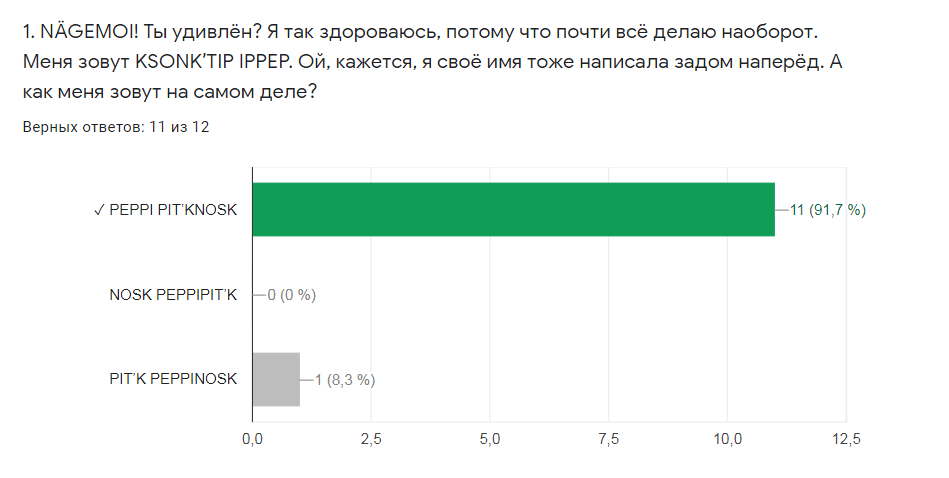 1. NÄGEMOI! Ты удивлён? Я так здороваюсь, потому что почти всё делаю наоборот.
Меня зовут KSONK’TIP IPPEP. Ой, кажется, я своё имя тоже написала задом наперёд. А
как меня зовут на самом деле?
Верных ответов: 11 из 12
✓ PEPPI PIT’KNOSK
11 (91,7 %)
NOSK PEPPIPIT’K
0 (0 %)
PIT’K PEPPINOSK
1 (8,3 %)
0,0 2,5 5,0 7,5 10,0 12,5